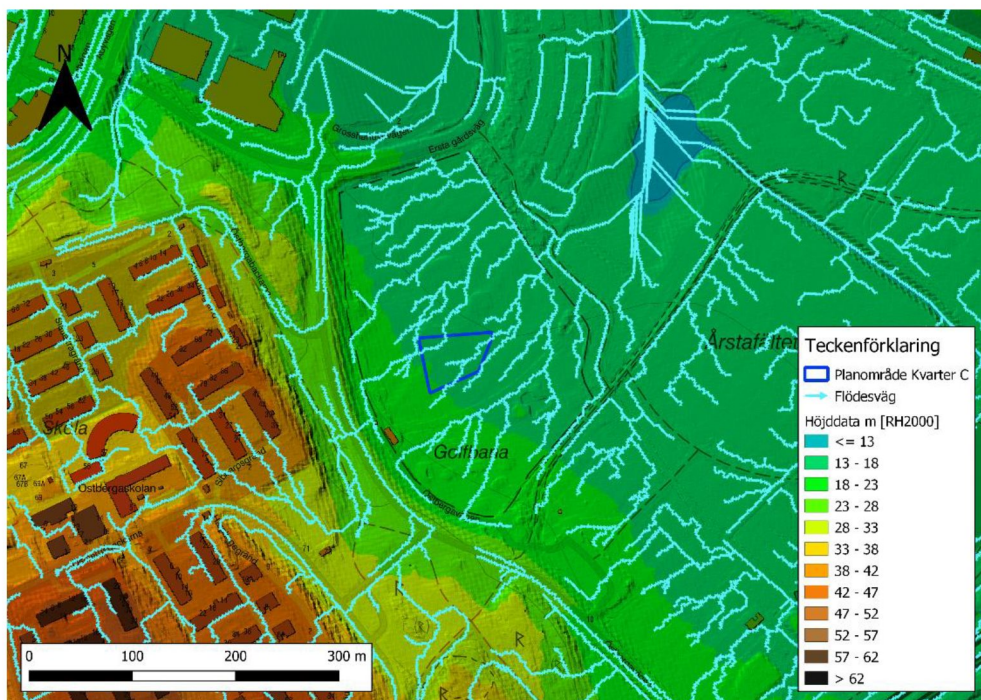 N
Ersta gårdsväg
Årstafälte
Golfbana
Skola
Östbergaskolan
Teckenförklaring
Planområde Kvarter C
Flödesväg
Höjddata m [RH2000]
<= 13
13 - 18
18 - 23
23 - 28
28 - 33
33 - 38
38 - 42
42 - 47
47 - 52
52 - 57
57 - 62
> 62
0 100 200 300 m